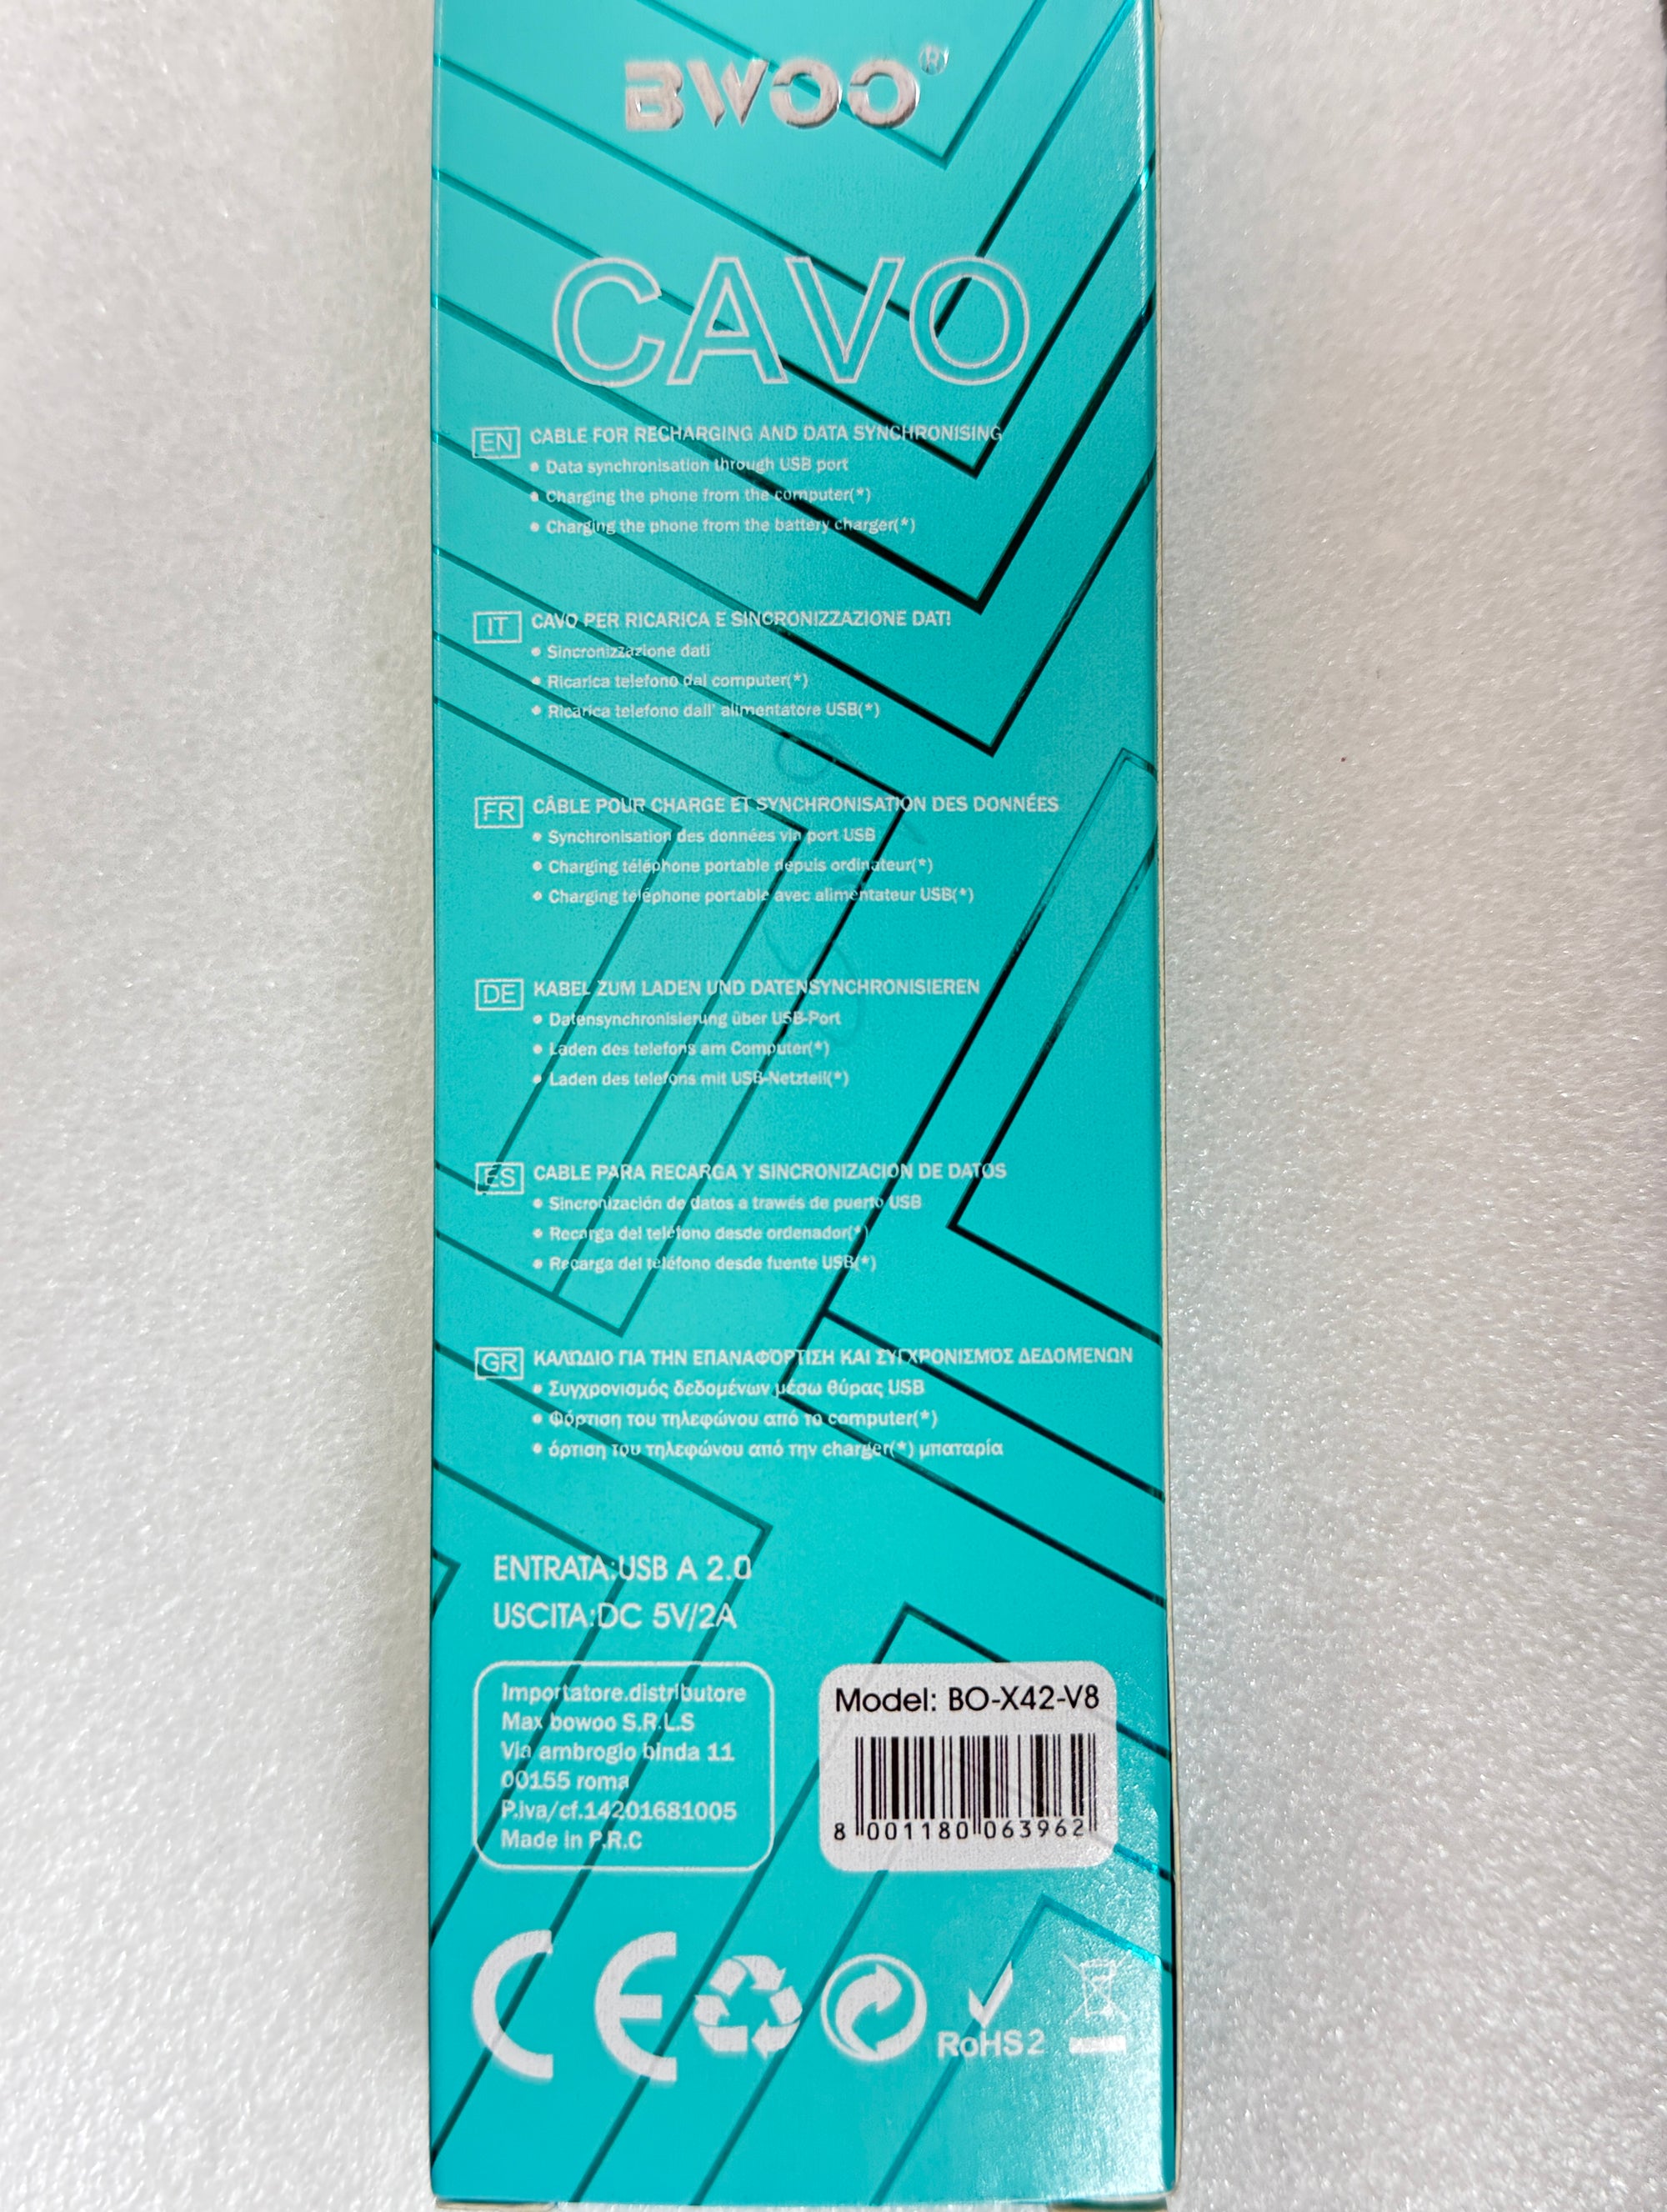 BWOO®
CAVO
EN CABLE FOR RECHARGING AND DATA SYNCHRONISING
• Data synchronisation through USB port
• Charging the phone from the computer(*)
• Charging the phone from the battery charger(*)
IT CAVO PER RICARICA E SINCRONIZZAZIONE DATI
• Sincronizzazione dati
• Ricarica telefono dal computer(*)
• Ricarica telefono dall' alimentatore USB(*)
FR CÂBLE POUR CHARGE ET SYNCHRONISATION DES DONNÉES
• Synchronisation des données via port USB
• Charging téléphone portable depuis ordinateur(*)
• Charging téléphone portable avec alimentateur USB(*)
DE KABEL ZUM LADEN UND DATENSYNCHRONISIEREN
• Datensynchronisierung über USB-Port
• Laden des telefons am Computer(*)
• Laden des telefons mit USB-Netzteil(*)
ES CABLE PARA RECARGA Y SINCRONIZACION DE DATOS
• Sincronización de datos a trawés de puerto USB
• Recarga del teléfono desde ordenador(*)
• Recarga del teléfono desde fuente USB(*)
GR ΚΑΛΏΔΙΟ ΓΙΑ ΤΗΝ ΕΠΑΝΑΦΌΡΤΙΣΗ ΚΑΙ ΣΥΓΧΡΟΝΙΣΜΌΣ ΔΕΔΟΜΕΝΩΝ
• Συγχρονισμός δεδομένων μέσω θύρας USB
• Φόρτιση του τηλεφώνου από το computer(*)
• όρτιση του τηλεφώνου από την charger(*) μπαταρία
ENTRATA:USB A 2.0
USCITA:DC 5V/2A
Importatore.distributore
Max bowoo S.R.L.S
Via ambrogio binda 11
00155 roma
P.iva/cf.14201681005
Made in P.R.C
Model: BO-X42-V8
8 001180 063962
CE
RoHS 2